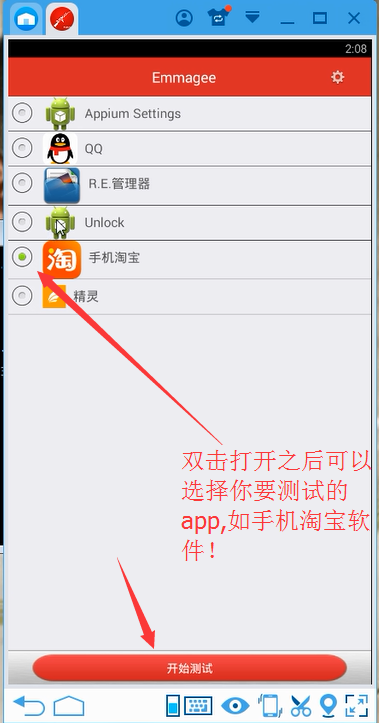 2:08
Emmagee
Appium Settings
QQ
R.E.管理器
Unlock
淘
手机淘宝
精灵
双击打开之后可以
选择你要测试的
app,如手机淘宝软
件！
开始测试